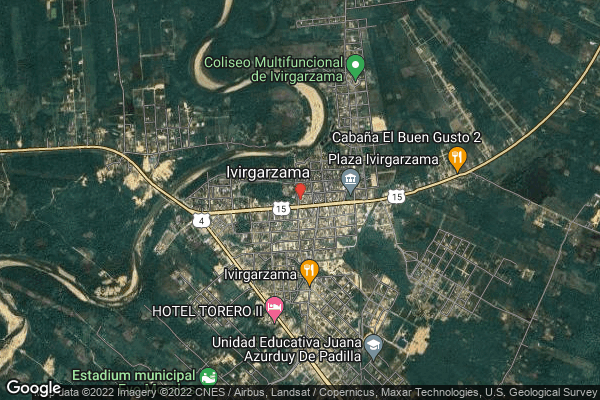 Coliseo Multifuncional
de Ivirgarzama
Cabaña El Buen Gusto 2
Plaza Ivirgarzama
Ivirgarzama
15
15
4
Ivirgarzama
HOTEL TORERO II
Unidad Educativa Juana
Azúrduy De Padilla
Estadium municipal
Google
data ©2022 Imagery ©2022 CNES / Airbus, Landsat / Copernicus, Maxar Technologies, U.S. Geological Survey